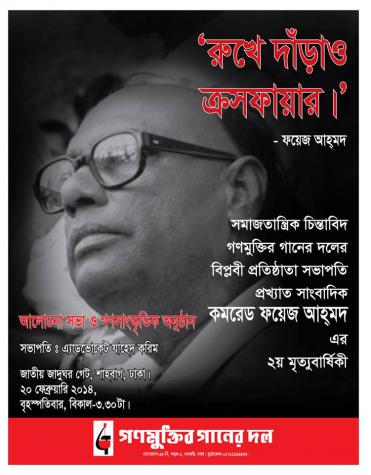 ‘রুখে দাঁড়াও
ক্রসফায়ার।’
- ফয়েজ আহ্‌মদ
সমাজতান্ত্রিক চিন্তাবিদ
গণমুক্তির গানের দলের
বিপ্লবী প্রতিষ্ঠাতা সভাপতি
প্রখ্যাত সাংবাদিক
কমরেড ফয়েজ আহ্‌মদ
এর
২য় মৃত্যুবার্ষিকী
আলোচনা সভা ও গণসাংস্কৃতিক অনুষ্ঠান
সভাপতি ঃ এ্যাডভোকেট যাহেদ করিম
জাতীয় জাদুঘর গেট, শাহবাগ, ঢাকা।
২০ ফেব্রুয়ারি ২০১৪,
বৃহস্পতিবার, বিকাল-৩.৩০টা।
গণমুক্তির গানের দল